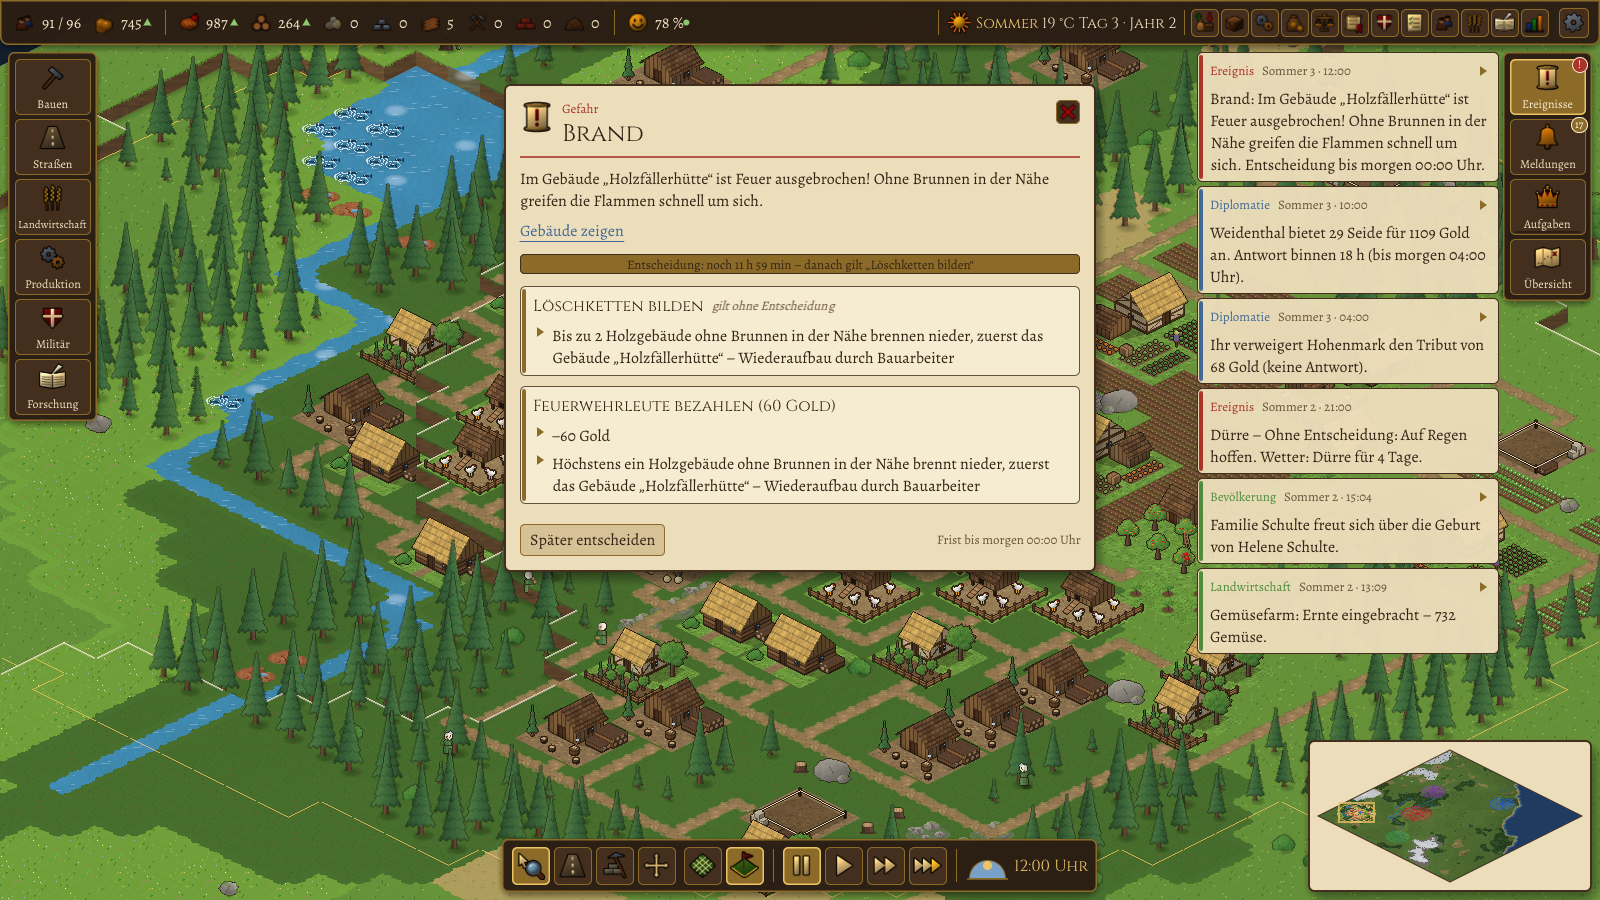 91 / 96
745
987
264
0
0
5
0
0
0
78 %
Sommer 19 °C Tag 3 · Jahr 2
Bauen
Straßen
Landwirtschaft
Produktion
Militär
Forschung
Gefahr
Brand
Im Gebäude „Holzfällerhütte“ ist Feuer ausgebrochen! Ohne Brunnen in der Nähe
greifen die Flammen schnell um sich.
Gebäude zeigen
Entscheidung: noch 11 h 59 min – danach gilt „Löschketten bilden“
Löschketten bilden gilt ohne Entscheidung
Bis zu 2 Holzgebäude ohne Brunnen in der Nähe brennen nieder, zuerst das
Gebäude „Holzfällerhütte“ – Wiederaufbau durch Bauarbeiter
Feuerwehrleute bezahlen (60 Gold)
–60 Gold
Höchstens ein Holzgebäude ohne Brunnen in der Nähe brennt nieder, zuerst
das Gebäude „Holzfällerhütte“ – Wiederaufbau durch Bauarbeiter
Später entscheiden
Frist bis morgen 00:00 Uhr
Ereignis Sommer 3 · 12:00
Brand: Im Gebäude „Holzfällerhütte“ ist
Feuer ausgebrochen! Ohne Brunnen in der
Nähe greifen die Flammen schnell um
sich. Entscheidung bis morgen 00:00 Uhr.
Diplomatie Sommer 3 · 10:00
Weidenthal bietet 29 Seide für 1109 Gold
an. Antwort binnen 18 h (bis morgen 04:00
Uhr).
Diplomatie Sommer 3 · 04:00
Ihr verweigert Hohenmark den Tribut von
68 Gold (keine Antwort).
Ereignis Sommer 2 · 21:00
Dürre – Ohne Entscheidung: Auf Regen
hoffen. Wetter: Dürre für 4 Tage.
Bevölkerung Sommer 2 · 15:04
Familie Schulte freut sich über die Geburt
von Helene Schulte.
Landwirtschaft Sommer 2 · 13:09
Gemüsefarm: Ernte eingebracht – 732
Gemüse.
!
Ereignisse
17
Meldungen
Aufgaben
Übersicht
12:00 Uhr